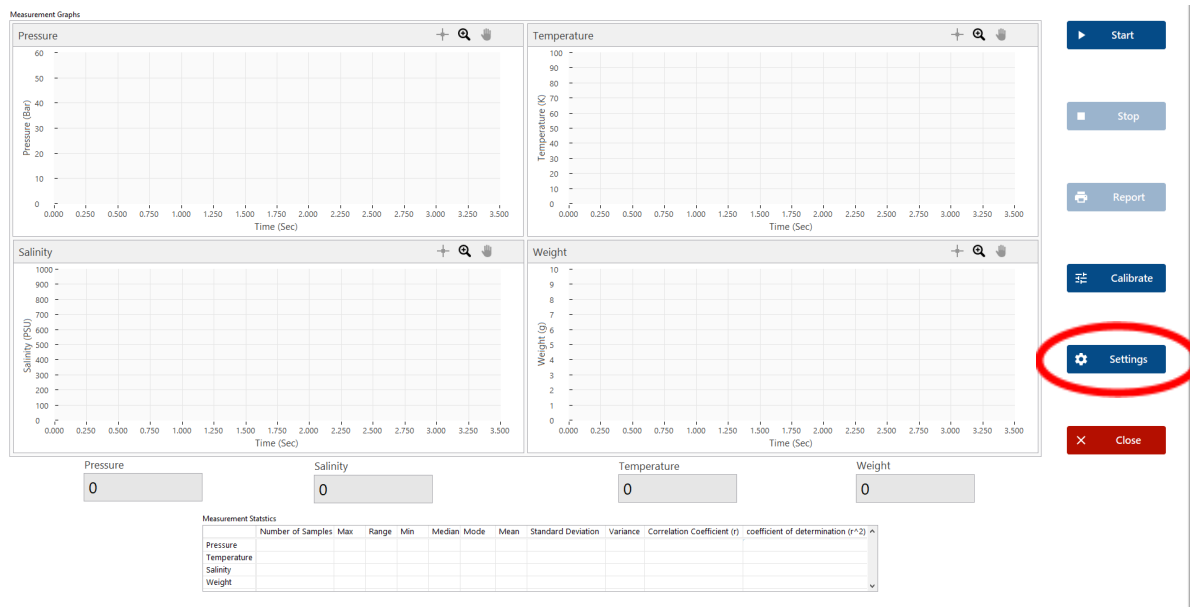 Measurement Graphs
Pressure
60
50
40
30
20
10
0
Pressure (Bar)
0.000 0.250 0.500 0.750 1.000 1.250 1.500 1.750 2.000 2.250 2.500 2.750 3.000 3.250 3.500
Time (Sec)
Temperature
100
90
80
70
60
50
40
30
20
10
0
Temperature (K)
0.000 0.250 0.500 0.750 1.000 1.250 1.500 1.750 2.000 2.250 2.500 2.750 3.000 3.250 3.500
Time (Sec)
Salinity
1000
900
800
700
600
500
400
300
200
100
0
Salinity (PSU)
0.000 0.250 0.500 0.750 1.000 1.250 1.500 1.750 2.000 2.250 2.500 2.750 3.000 3.250 3.500
Time (Sec)
Weight
10
9
8
7
6
5
4
3
2
1
0
Weight (g)
0.000 0.250 0.500 0.750 1.000 1.250 1.500 1.750 2.000 2.250 2.500 2.750 3.000 3.250 3.500
Time (Sec)
Start
Stop
Report
Calibrate
Settings
Close
Pressure
0
Salinity
0
Temperature
0
Weight
0
Measurement Statstics
Number of Samples Max Range Min Median Mode Mean Standard Deviation Variance Correlation Coefficient (r) coefficient of determination (r^2)
Pressure
Temperature
Salinity
Weight